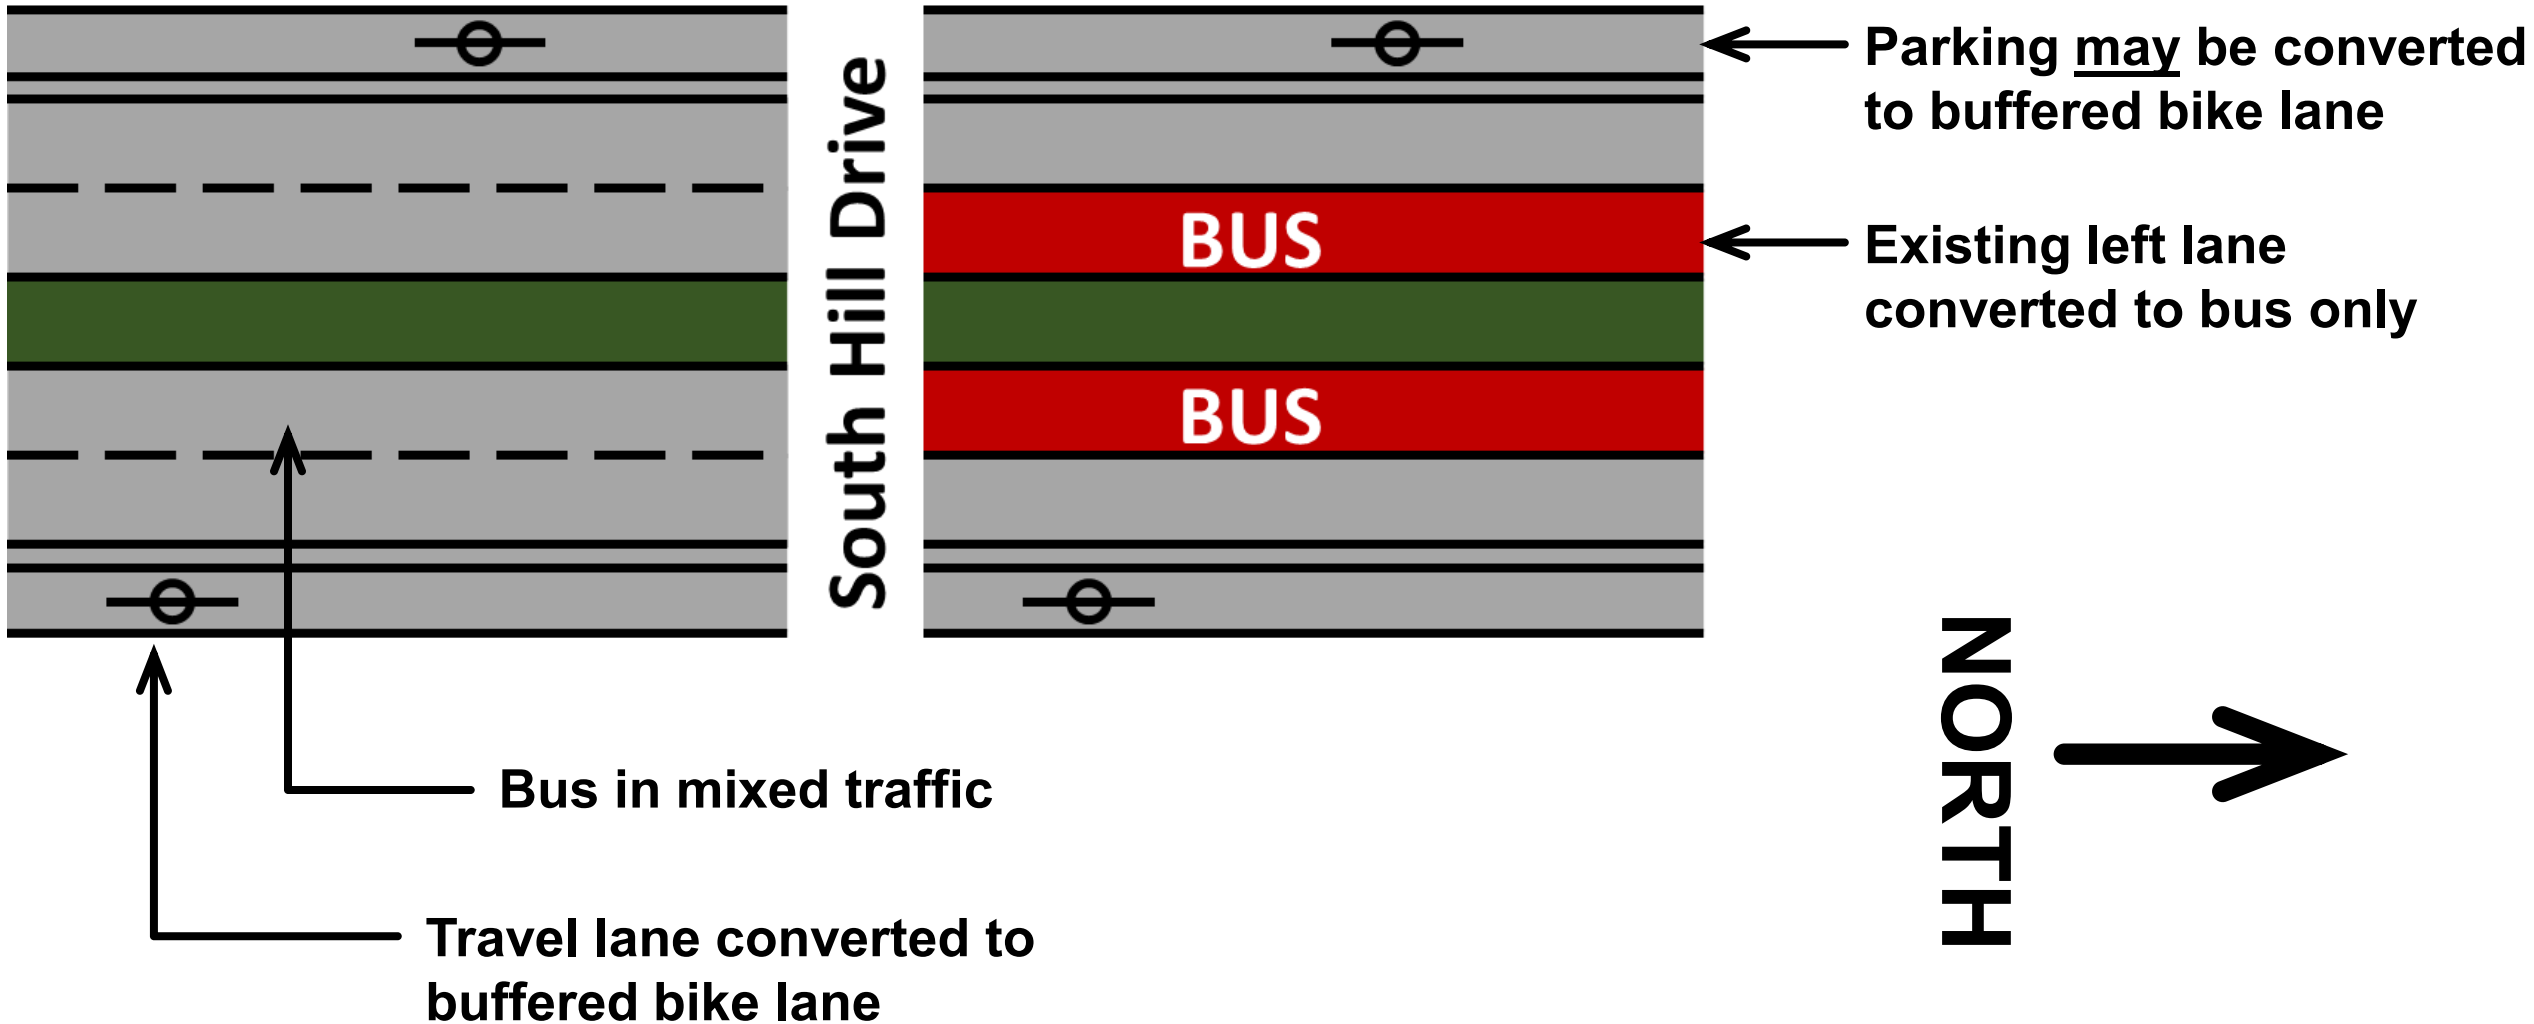 Parking may be converted
to buffered bike lane
South Hill Drive
BUS
Existing left lane
converted to bus only
BUS
NORTH
Bus in mixed traffic
Travel lane converted to
buffered bike lane